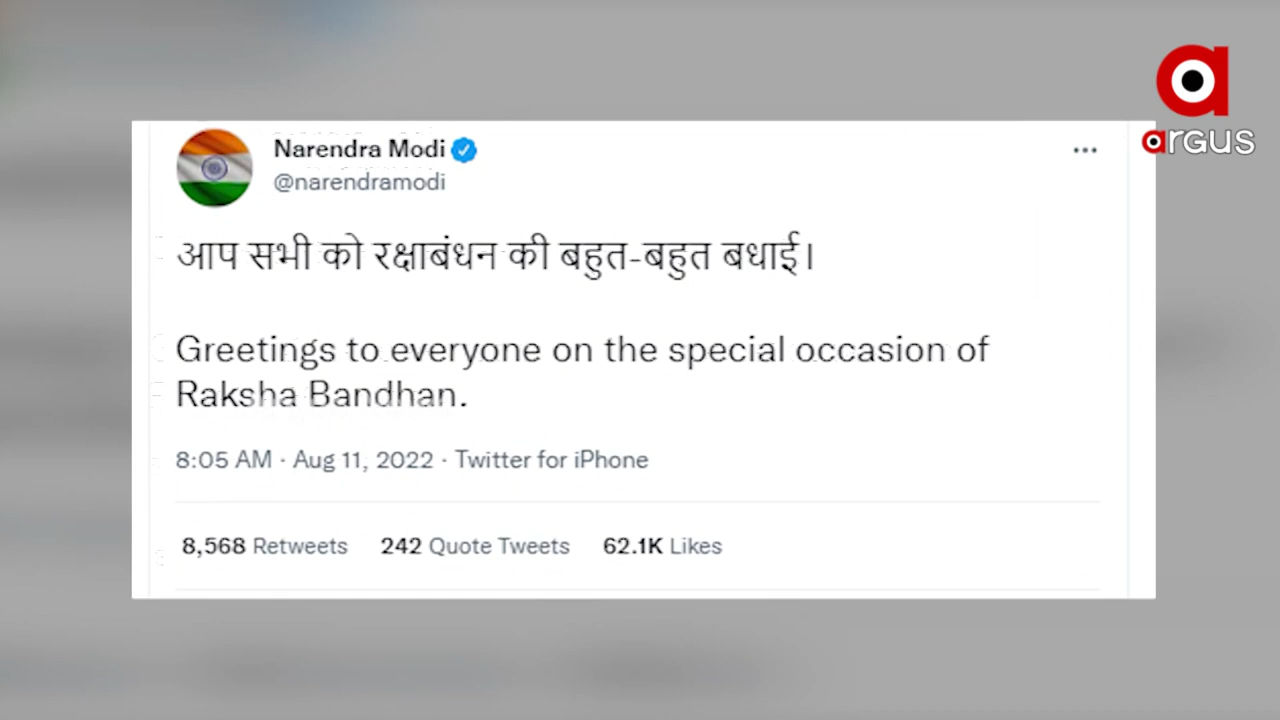 argus
Narendra Modi
@narendramodi
आप सभी को रक्षाबंधन की बहुत-बहुत बधाई।
Greetings to everyone on the special occasion of
Raksha Bandhan.
8:05 AM · Aug 11, 2022 · Twitter for iPhone
8,568 Retweets 242 Quote Tweets 62.1K Likes